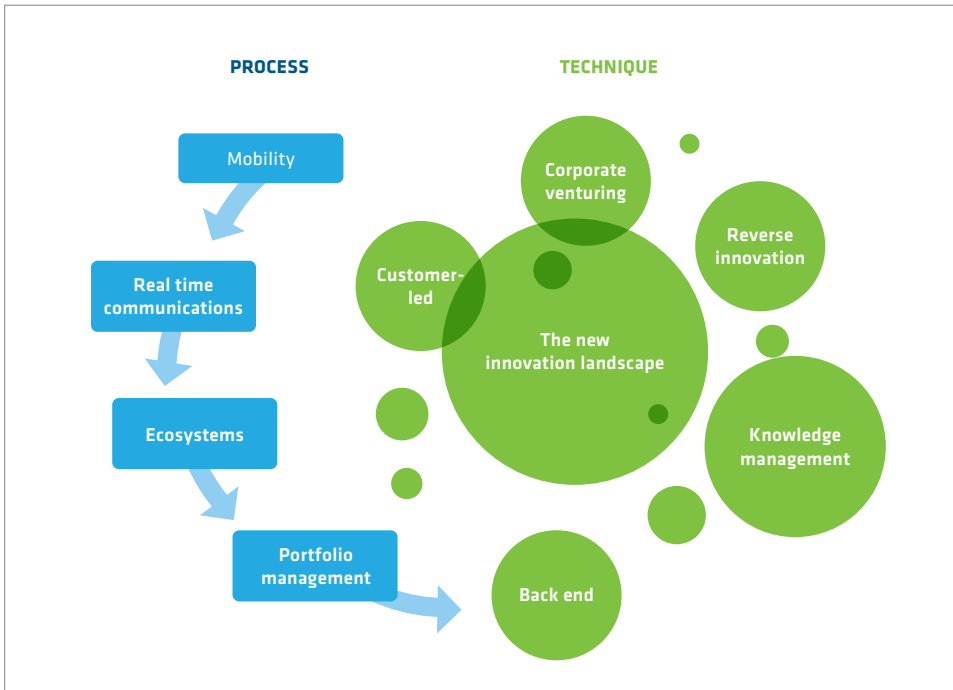 PROCESS
TECHNIQUE
Mobility
Real time
communications
Ecosystems
Portfolio
management
Corporate
venturing
Reverse
innovation
Customer-
led
The new
innovation landscape
Knowledge
management
Back end